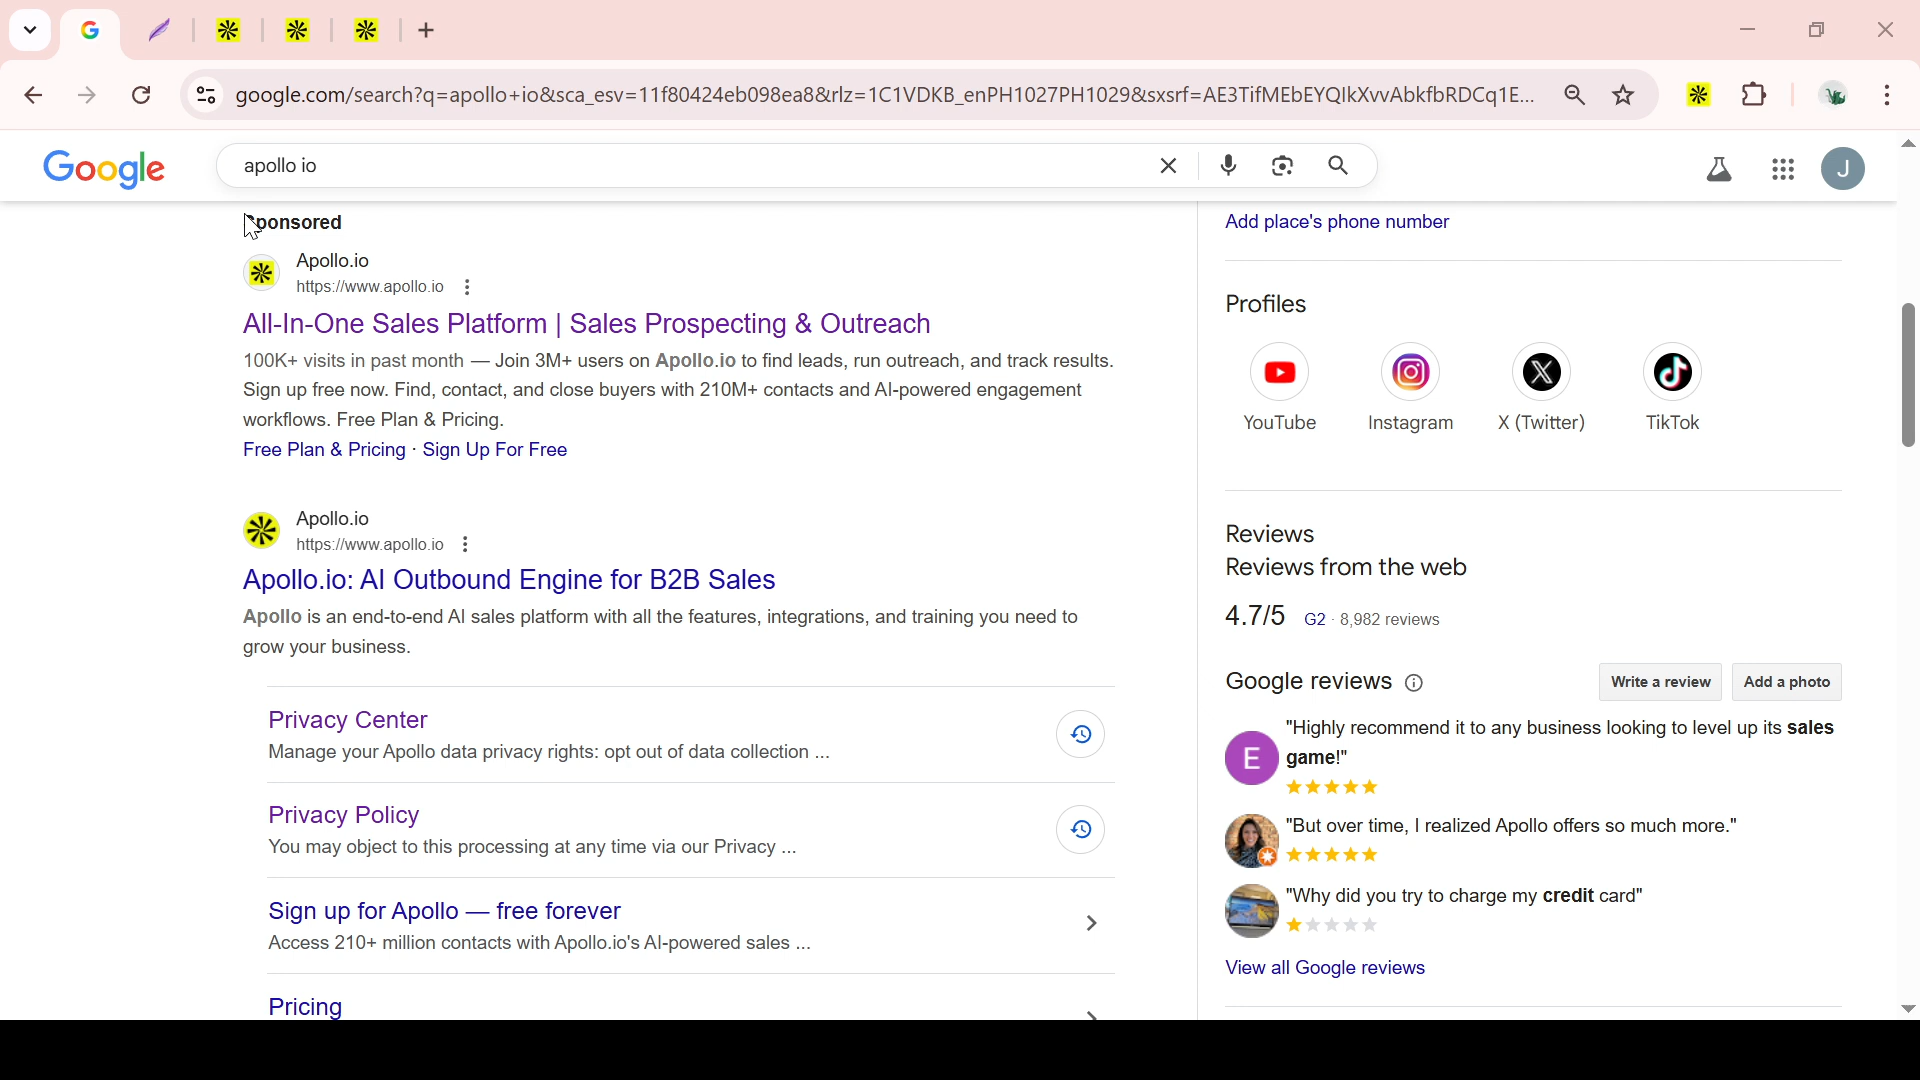 google.com/search?q=apollo+io&sca_esv=11f80424eb098ea8&rlz=1C1VDKB_enPH1027PH1029&sxsrf=AE3TifMEbEYQIkXvvAbkfbRDCq1E...
Google
apollo io
J
Sponsored
Apollo.io
https://www.apollo.io
All-In-One Sales Platform | Sales Prospecting & Outreach
100K+ visits in past month — Join 3M+ users on Apollo.io to find leads, run outreach, and track results.
Sign up free now. Find, contact, and close buyers with 210M+ contacts and AI-powered engagement
workflows. Free Plan & Pricing.
Free Plan & Pricing · Sign Up For Free
Apollo.io
https://www.apollo.io
Apollo.io: AI Outbound Engine for B2B Sales
Apollo is an end-to-end AI sales platform with all the features, integrations, and training you need to
grow your business.
Privacy Center
Manage your Apollo data privacy rights: opt out of data collection ...
Privacy Policy
You may object to this processing at any time via our Privacy ...
Sign up for Apollo — free forever
Access 210+ million contacts with Apollo.io's AI-powered sales ...
Pricing
Add place's phone number
Profiles
YouTube
Instagram
X (Twitter)
TikTok
Reviews
Reviews from the web
4.7/5 G2 · 8,982 reviews
Google reviews
Write a review
Add a photo
E
"Highly recommend it to any business looking to level up its sales
game!"
"But over time, I realized Apollo offers so much more."
"Why did you try to charge my credit card"
View all Google reviews